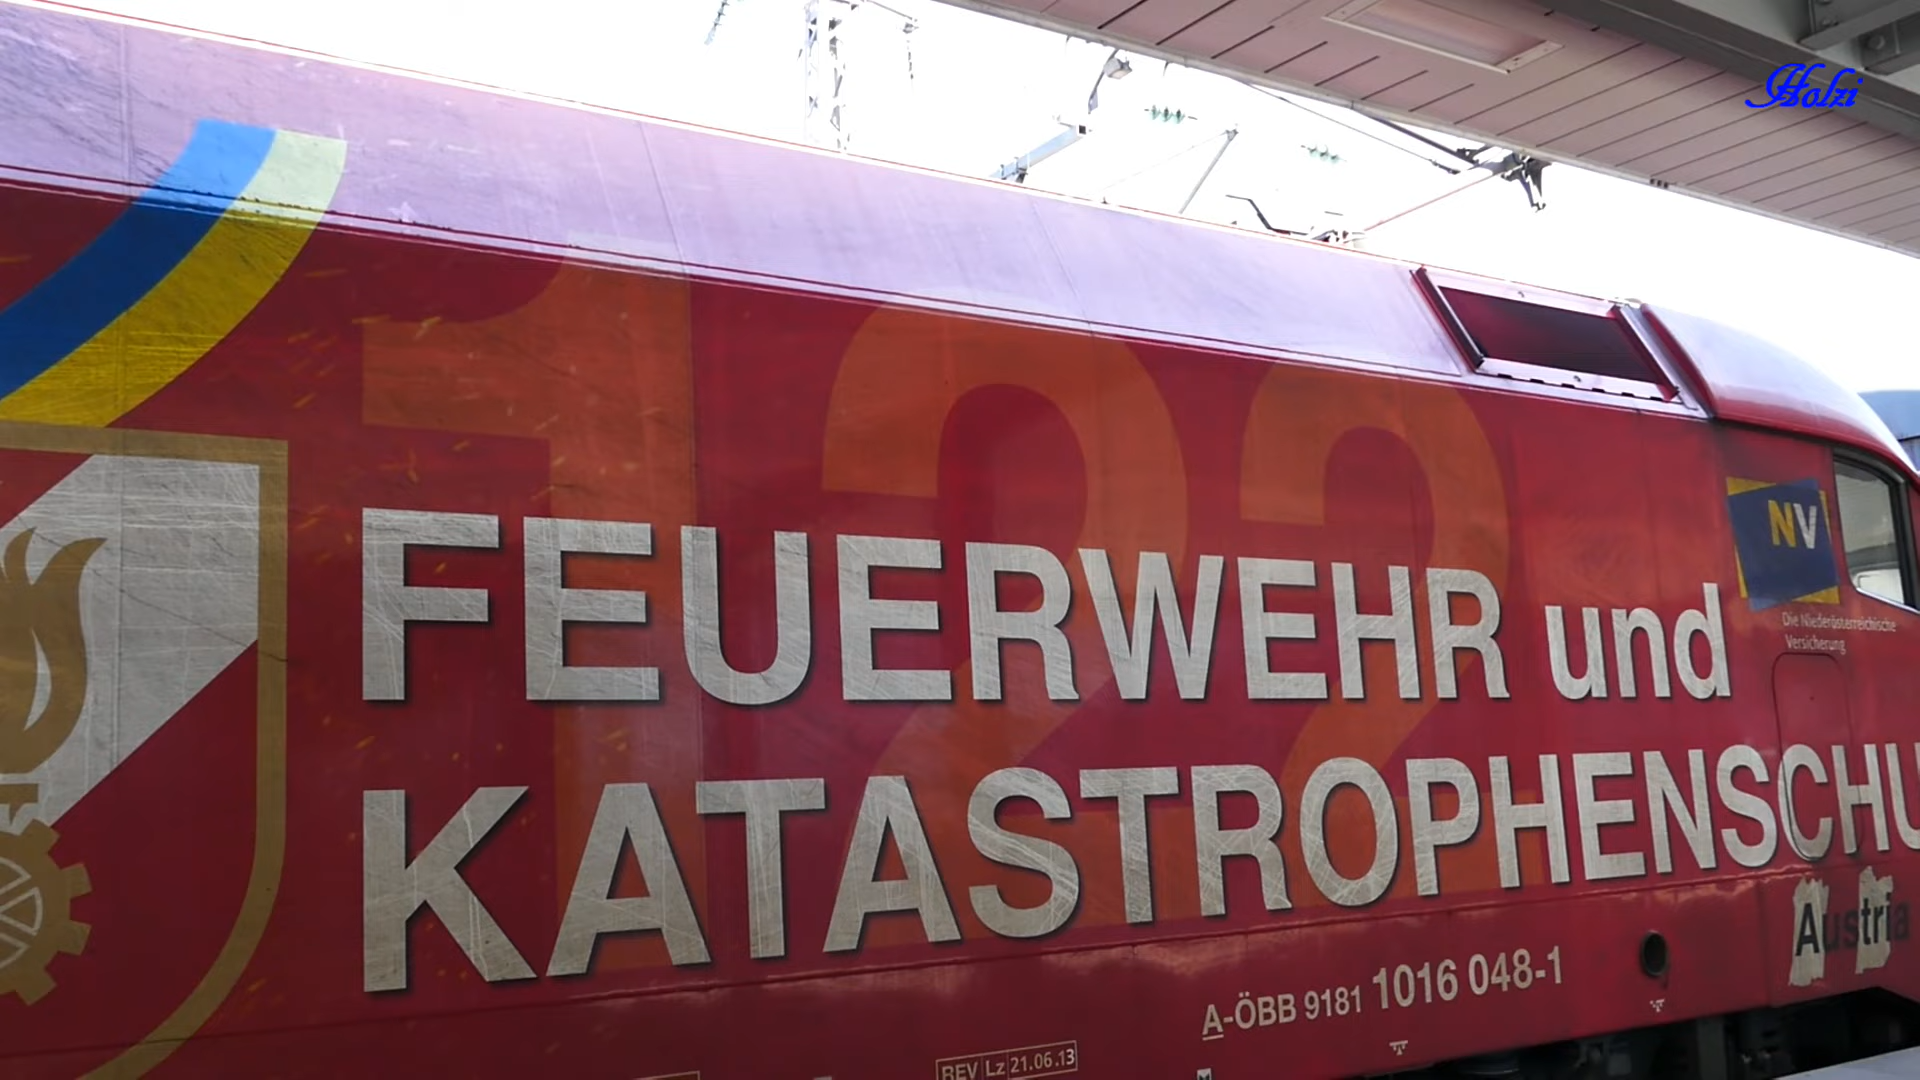 Holzi
122
NV
Die Niederösterreichische
Versicherung
FEUERWEHR und
KATASTROPHENSCHU
Austria
A-ÖBB 9181 1016 048-1
REV Lz 21.06.13